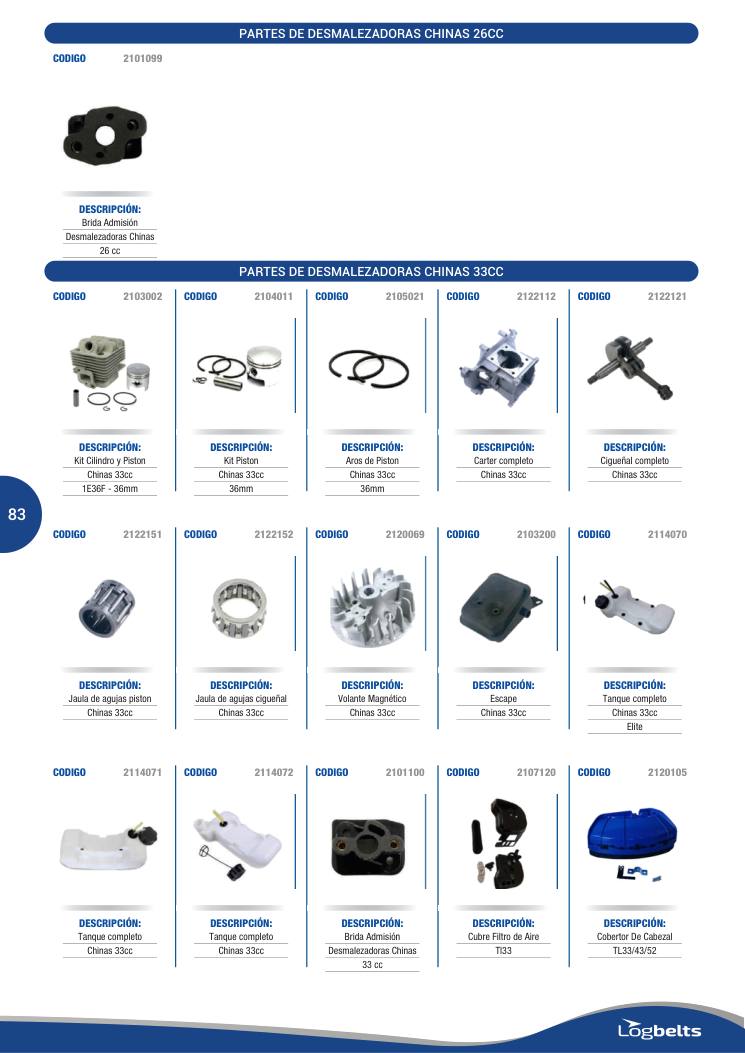 PARTES DE DESMALEZADORAS CHINAS 26CC
CODIGO 2101099
DESCRIPCIÓN:
Brida Admisión
Desmalezadoras Chinas
26 cc
PARTES DE DESMALEZADORAS CHINAS 33CC
CODIGO 2103002
DESCRIPCIÓN:
Kit Cilindro y Piston
Chinas 33cc
1E36F - 36mm
CODIGO 2104011
DESCRIPCIÓN:
Kit Piston
Chinas 33cc
36mm
CODIGO 2105021
DESCRIPCIÓN:
Aros de Piston
Chinas 33cc
36mm
CODIGO 2122112
DESCRIPCIÓN:
Carter completo
Chinas 33cc
CODIGO 2122121
DESCRIPCIÓN:
Cigueñal completo
Chinas 33cc
83
CODIGO 2122151
DESCRIPCIÓN:
Jaula de agujas piston
Chinas 33cc
CODIGO 2122152
DESCRIPCIÓN:
Jaula de agujas cigueñal
Chinas 33cc
CODIGO 2120069
DESCRIPCIÓN:
Volante Magnético
Chinas 33cc
CODIGO 2103200
DESCRIPCIÓN:
Escape
Chinas 33cc
CODIGO 2114070
DESCRIPCIÓN:
Tanque completo
Chinas 33cc
Elite
CODIGO 2114071
DESCRIPCIÓN:
Tanque completo
Chinas 33cc
CODIGO 2114072
DESCRIPCIÓN:
Tanque completo
Chinas 33cc
CODIGO 2101100
DESCRIPCIÓN:
Brida Admisión
Desmalezadoras Chinas
33 cc
CODIGO 2107120
DESCRIPCIÓN:
Cubre Filtro de Aire
Tl33
CODIGO 2120105
DESCRIPCIÓN:
Cobertor De Cabezal
TL33/43/52
Logbelts